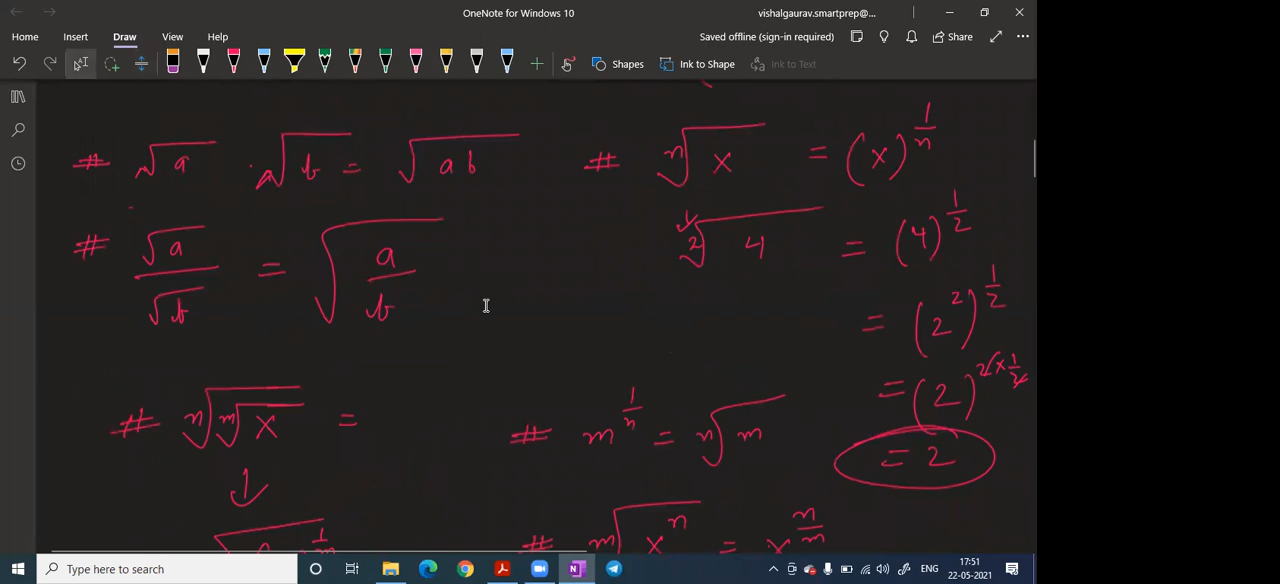 OneNote for Windows 10
vishalgaurav.smartprep@...
Home Insert Draw View Help
Saved offline (sign-in required) Share
Shapes Ink to Shape Ink to Text
# √a · √b = √ab
# ⁿ√x = (x)^(1/n)
²√4 = (4)^(1/2)
# √a/√b = √(a/b)
= (2²)^(1/2)
= (2)^(2×1/2)
# ⁿ√(ᵐ√x) =
# m^(1/n) = ⁿ√m
= 2
↓
# ᵐ√(xⁿ) = x^(n/m)
1/m
Type here to search
ENG
17:51
22-05-2021